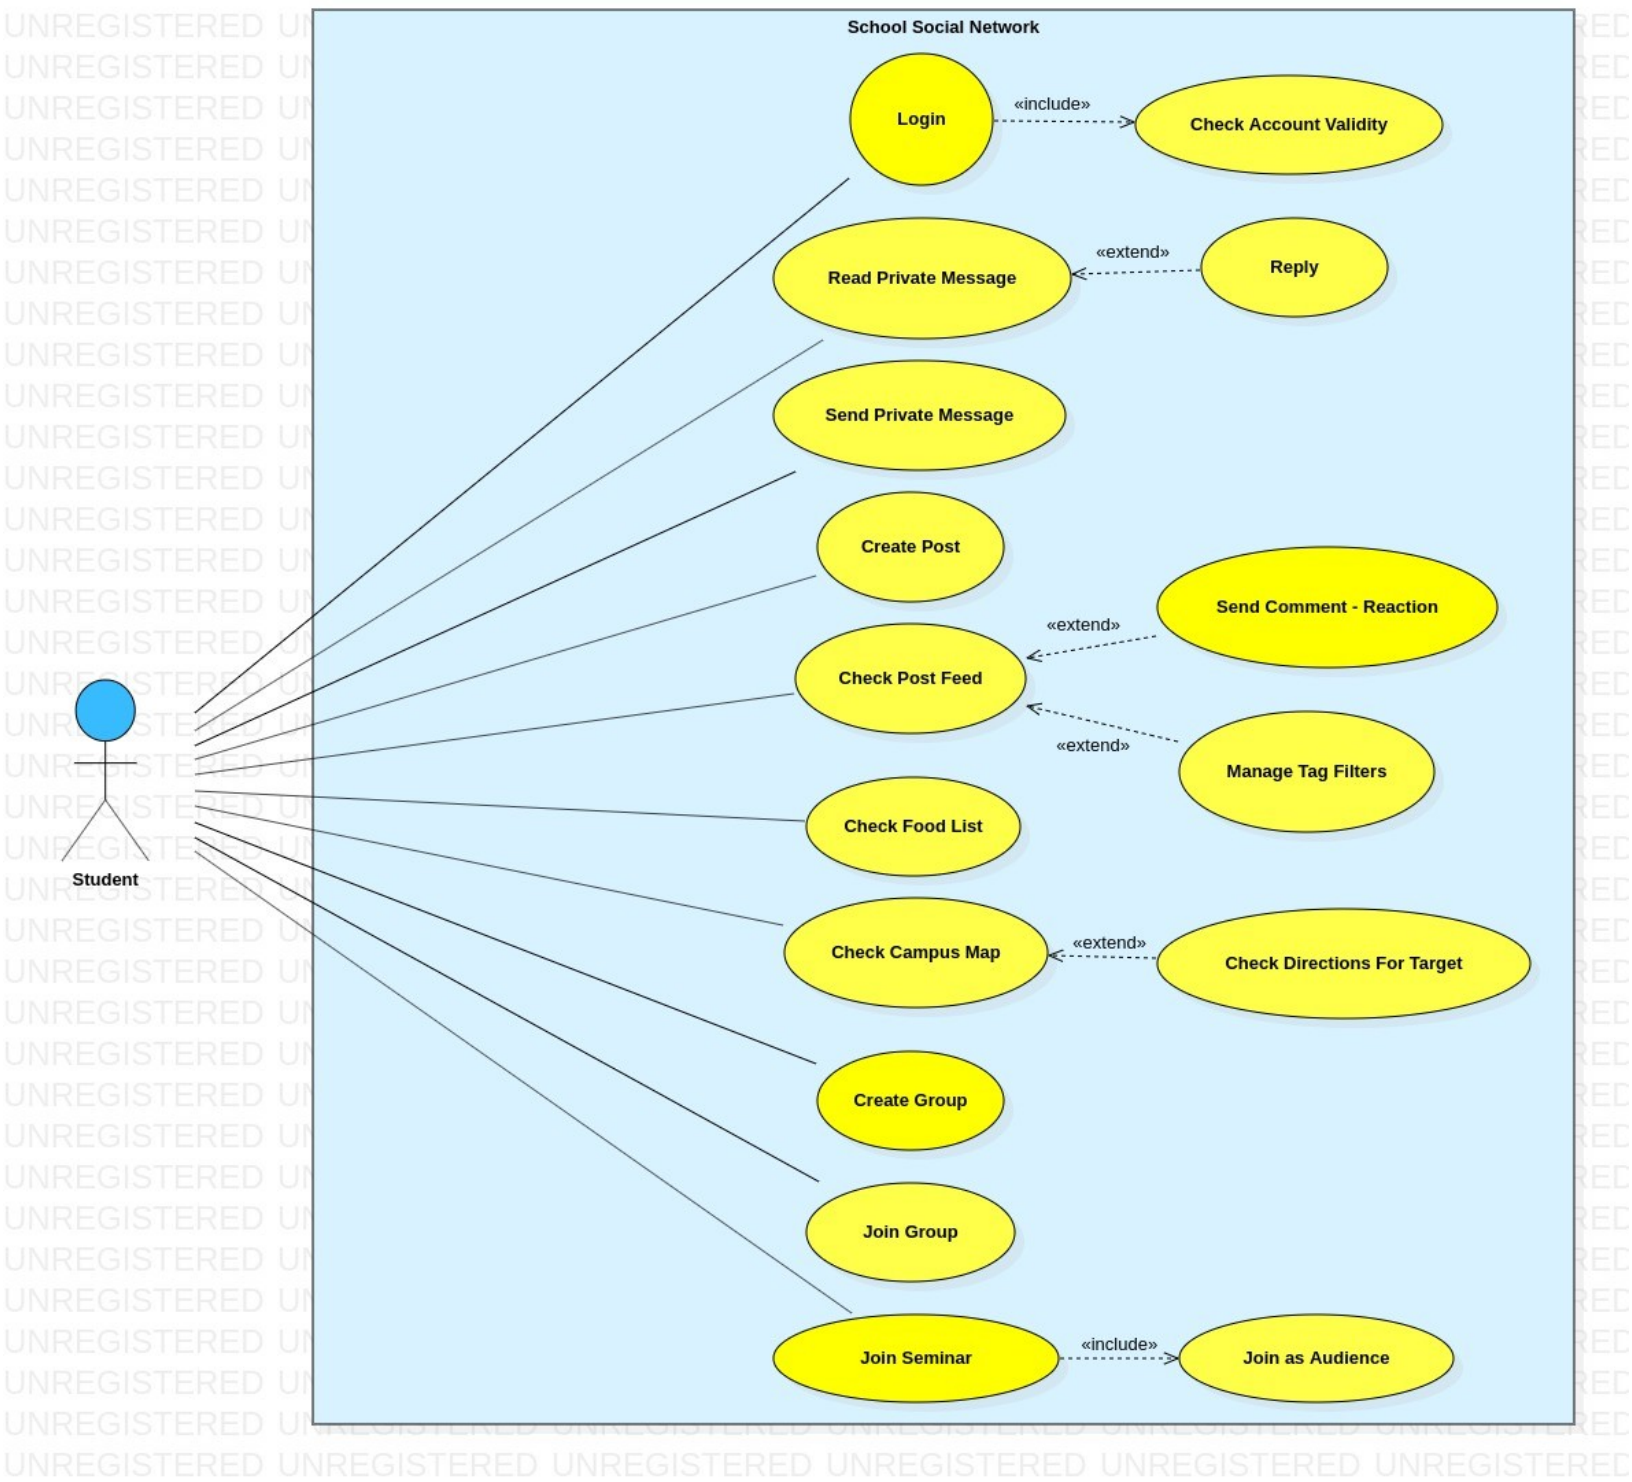 School Social Network
Login
«include»
Check Account Validity
Read Private Message
«extend»
Reply
Send Private Message
Create Post
Send Comment - Reaction
«extend»
Check Post Feed
«extend»
Manage Tag Filters
Check Food List
Student
Check Campus Map
«extend»
Check Directions For Target
Create Group
Join Group
Join Seminar
«include»
Join as Audience
UNREGISTERED UNREGISTERED UNREGISTERED UNREGISTERED UNREGISTERED UNREGISTERED